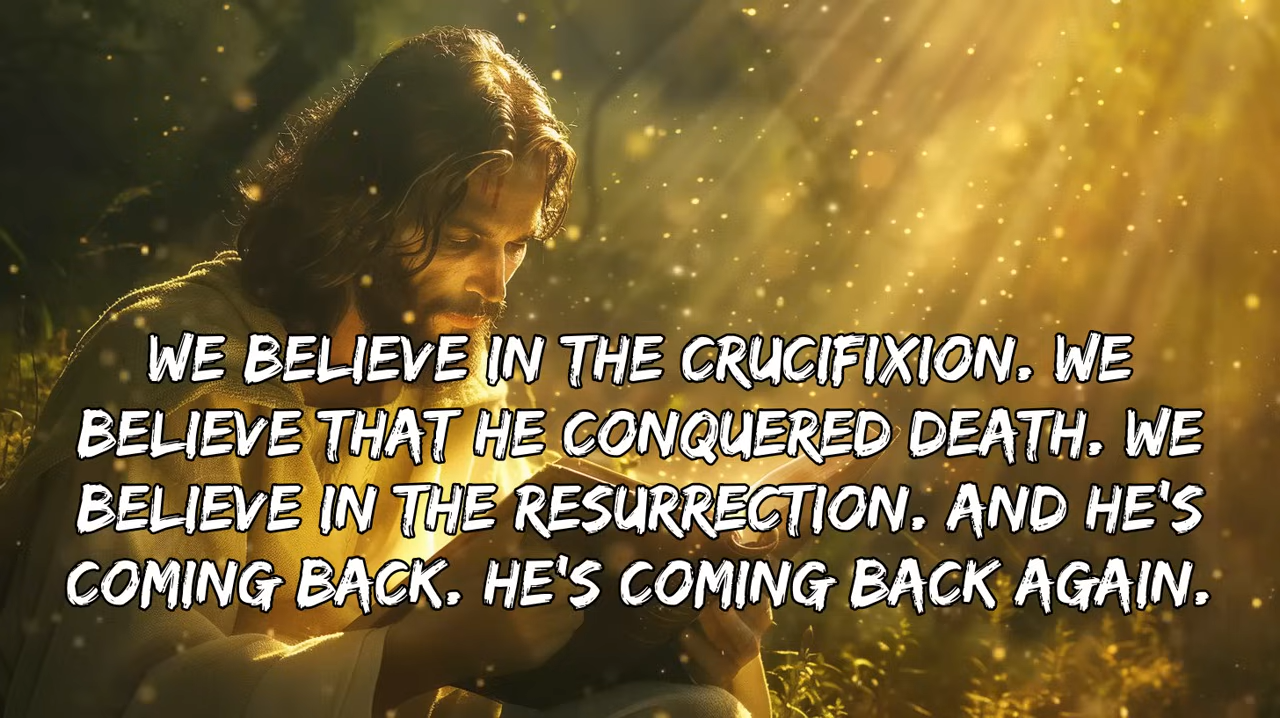 WE BELIEVE IN THE CRUCIFIXION. WE
BELIEVE THAT HE CONQUERED DEATH. WE
BELIEVE IN THE RESURRECTION. AND HE'S
COMING BACK. HE'S COMING BACK AGAIN.